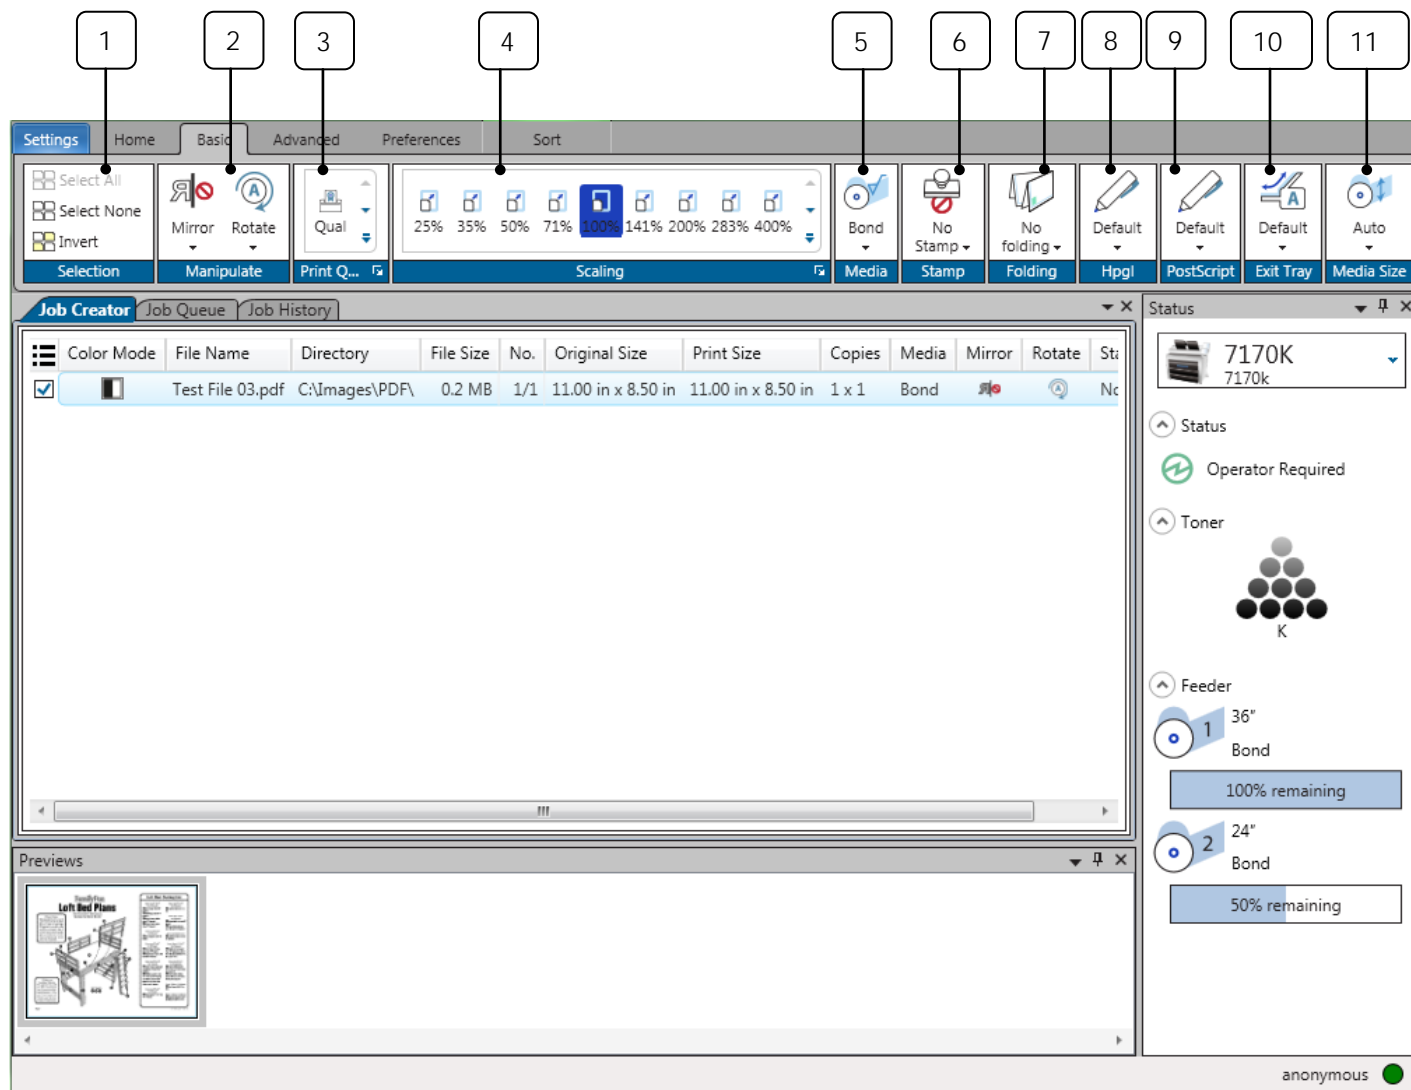 1 2 3 4 5 6 7 8 9 10 11
Settings Home Basic Advanced Preferences Sort
Select All
Select None
Invert
Selection
Mirror Rotate
Manipulate
Qual
Print Q...
25% 35% 50% 71% 100% 141% 200% 283% 400%
Scaling
Bond
Media
No
Stamp
Stamp
No
folding
Folding
Default
Hpgl
Default
PostScript
Default
Exit Tray
Auto
Media Size
Job Creator Job Queue Job History
Color Mode File Name Directory File Size No. Original Size Print Size Copies Media Mirror Rotate Sta
Test File 03.pdf C:\Images\PDF\ 0.2 MB 1/1 11.00 in x 8.50 in 11.00 in x 8.50 in 1 x 1 Bond No
Status
7170K
7170k
Status
Operator Required
Toner
K
Feeder
1
36"
Bond
100% remaining
2
24"
Bond
50% remaining
Previews
Loft Bed Plans
anonymous